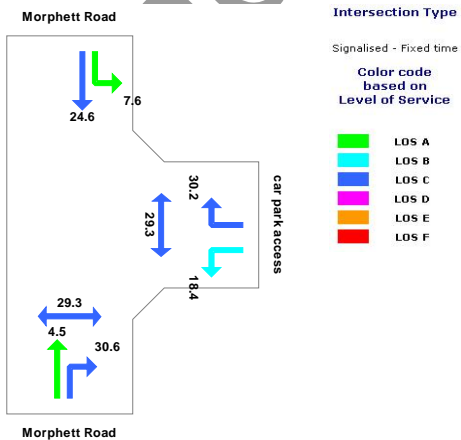 Morphett Road
7.6
24.6
30.2
29.3
car park access
18.4
29.3
4.5
30.6
Morphett Road
Intersection Type
Signalised - Fixed time
Color code
based on
Level of Service
LOS A
LOS B
LOS C
LOS D
LOS E
LOS F